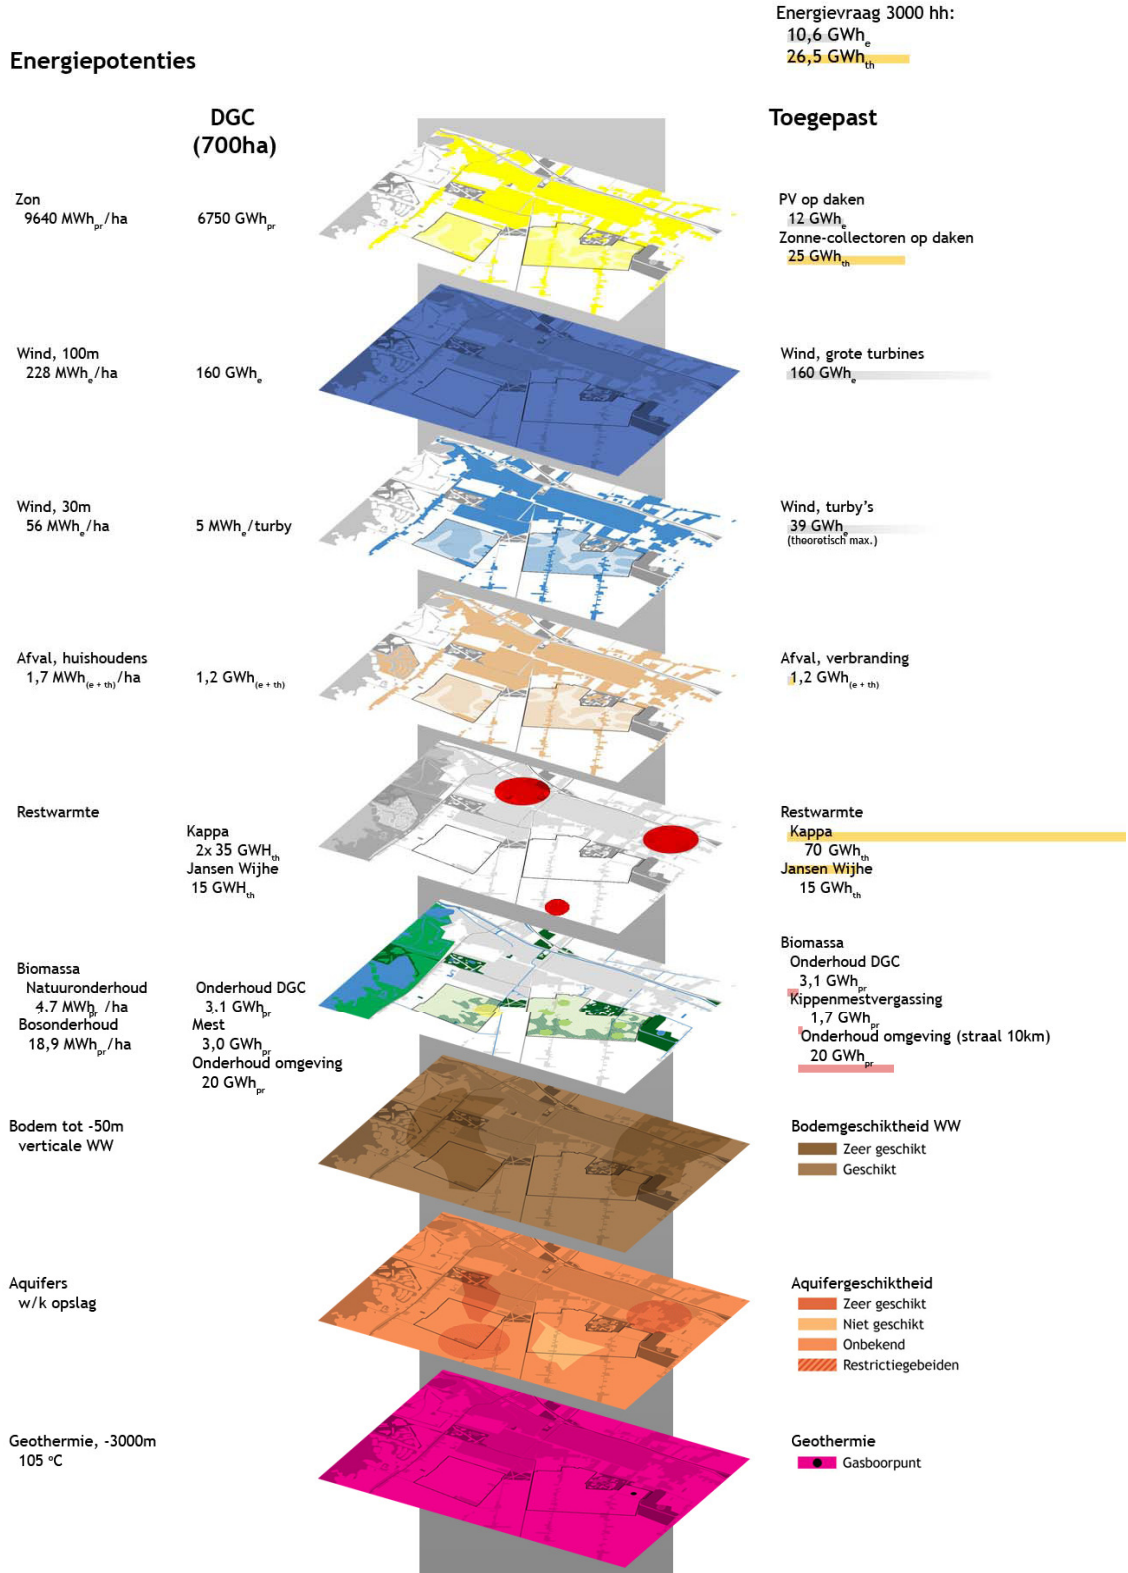 Energievraag 3000 hh:
10,6 GWhe
26,5 GWhth
Energiepotenties
DGC
(700ha)
Toegepast
Zon
9640 MWhpr/ha
6750 GWhpr
PV op daken
12 GWhe
Zonne-collectoren op daken
25 GWhth
Wind, 100m
228 MWhe/ha
160 GWhe
Wind, grote turbines
160 GWhe
Wind, 30m
56 MWhe/ha
5 MWhe/turby
Wind, turby's
39 GWhe
(theoretisch max.)
Afval, huishoudens
1,7 MWh(e + th)/ha
1,2 GWh(e + th)
Afval, verbranding
1,2 GWh(e + th)
Restwarmte
Kappa
2x 35 GWHth
Jansen Wijhe
15 GWHth
Restwarmte
Kappa
70 GWhth
Jansen Wijhe
15 GWhth
Biomassa
Natuuronderhoud
4.7 MWhpr /ha
Bosonderhoud
18,9 MWhpr/ha
Onderhoud DGC
3.1 GWhpr
Mest
3,0 GWhpr
Onderhoud omgeving
20 GWhpr
Biomassa
Onderhoud DGC
3,1 GWhpr
Kippenmestvergassing
1,7 GWhpr
Onderhoud omgeving (straal 10km)
20 GWhpr
Bodem tot -50m
verticale WW
Bodemgeschiktheid WW
Zeer geschikt
Geschikt
Aquifers
w/k opslag
Aquifergeschiktheid
Zeer geschikt
Niet geschikt
Onbekend
Restrictiegebeiden
Geothermie, -3000m
105 °C
Geothermie
Gasboorpunt